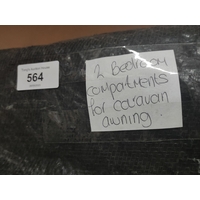 564
2 Bedroom
compartments
for caravan
awning